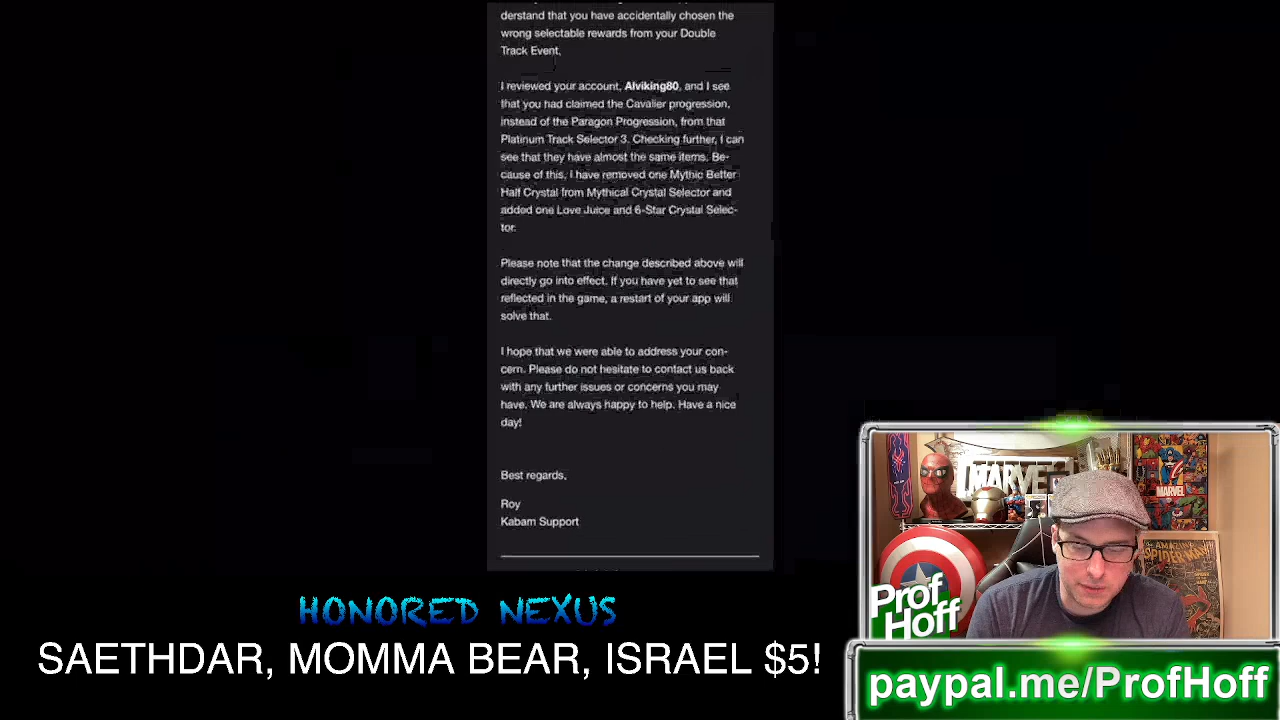 derstand that you have accidentally chosen the
wrong selectable rewards from your Double
Track Event.
I reviewed your account, Alviking80, and I see
that you had claimed the Cavalier progression,
instead of the Paragon Progression, from that
Platinum Track Selector 3. Checking further, I can
see that they have almost the same items. Be-
cause of this, I have removed one Mythic Better
Half Crystal from Mythical Crystal Selector and
added one Love Juice and 6-Star Crystal Selec-
tor.
Please note that the change described above will
directly go into effect. If you have yet to see that
reflected in the game, a restart of your app will
solve that.
I hope that we were able to address your con-
cern. Please do not hesitate to contact us back
with any further issues or concerns you may
have. We are always happy to help. Have a nice
day!
Best regards,
Roy
Kabam Support
HONORED NEXUS
SAETHDAR, MOMMA BEAR, ISRAEL $5!
MARVEL
MARVEL
AMAZING
SPIDER-MAN
Prof
Hoff
paypal.me/ProfHoff